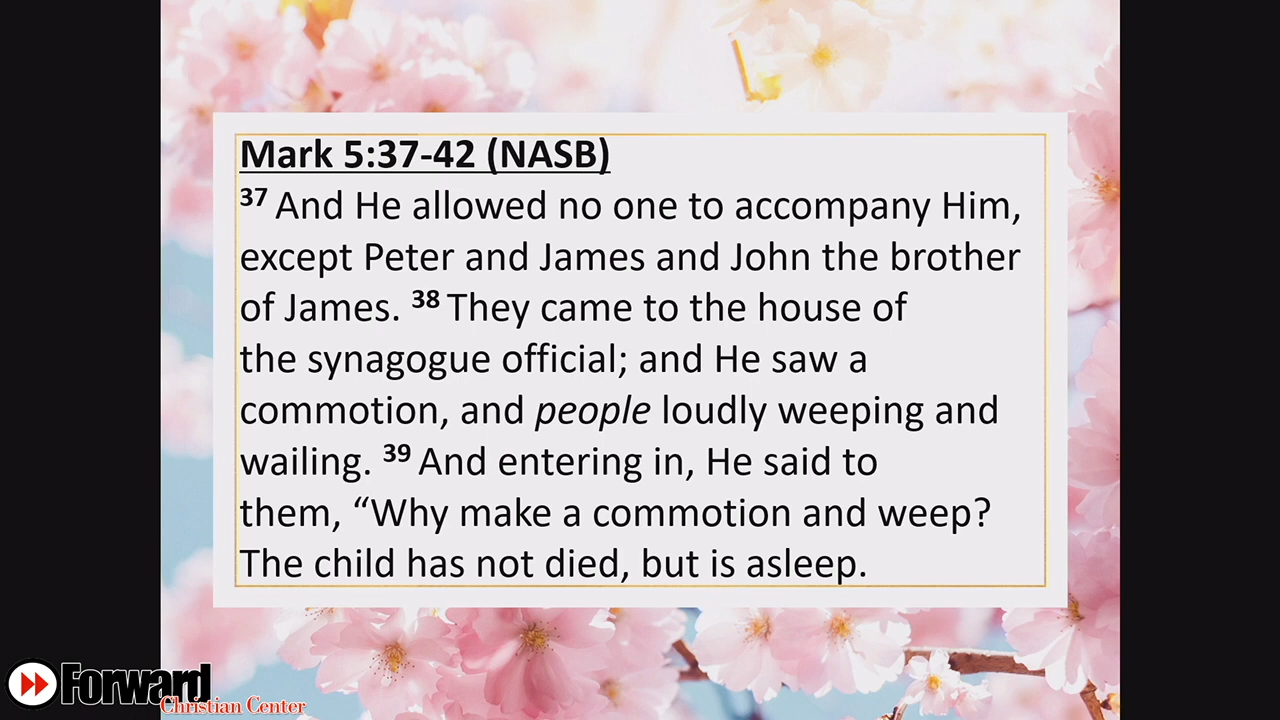 Mark 5:37-42 (NASB)
37 And He allowed no one to accompany Him,
except Peter and James and John the brother
of James. 38 They came to the house of
the synagogue official; and He saw a
commotion, and people loudly weeping and
wailing. 39 And entering in, He said to
them, “Why make a commotion and weep?
The child has not died, but is asleep.
Forward
Christian Center